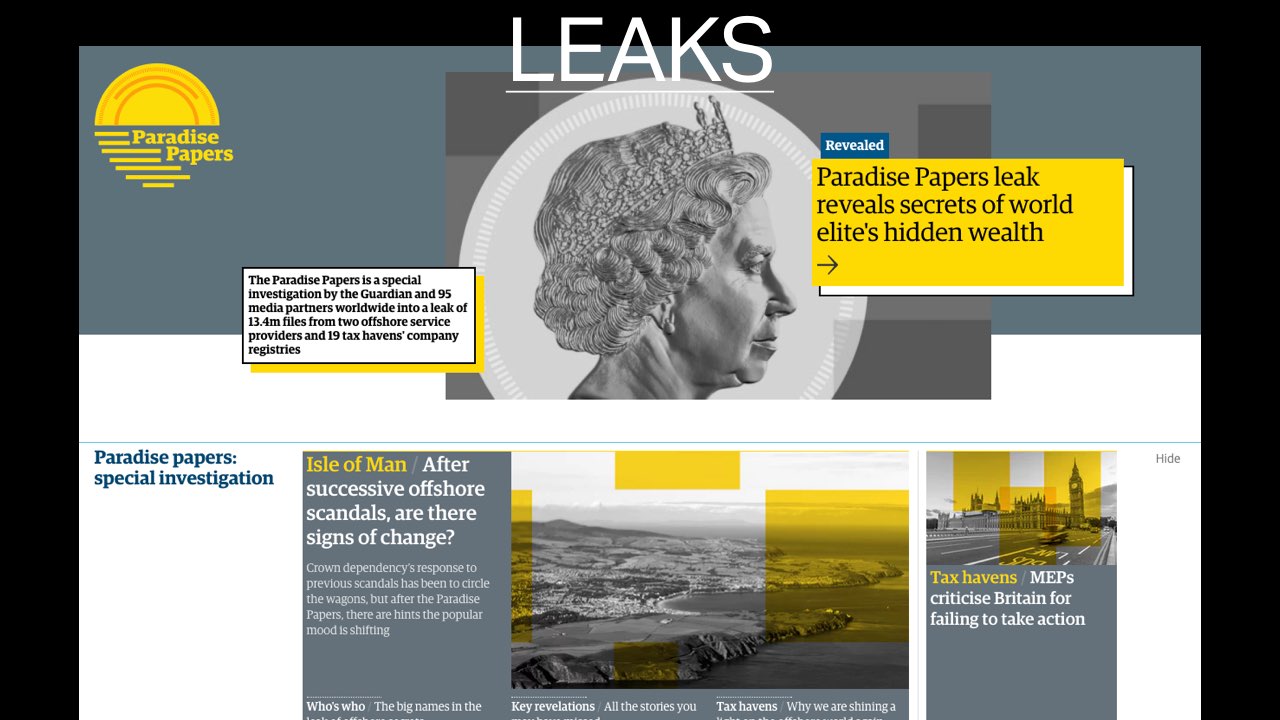 LEAKS
Paradise
Papers
Revealed
Paradise Papers leak
reveals secrets of world
elite's hidden wealth
The Paradise Papers is a special
investigation by the Guardian and 95
media partners worldwide into a leak of
13.4m files from two offshore service
providers and 19 tax havens' company
registries
Paradise papers:
special investigation
Isle of Man / After
successive offshore
scandals, are there
signs of change?
Crown dependency's response to
previous scandals has been to circle
the wagons, but after the Paradise
Papers, there are hints the popular
mood is shifting
Hide
Tax havens / MEPs
criticise Britain for
failing to take action
Who's who / The big names in the
Key revelations / All the stories you
Tax havens / Why we are shining a